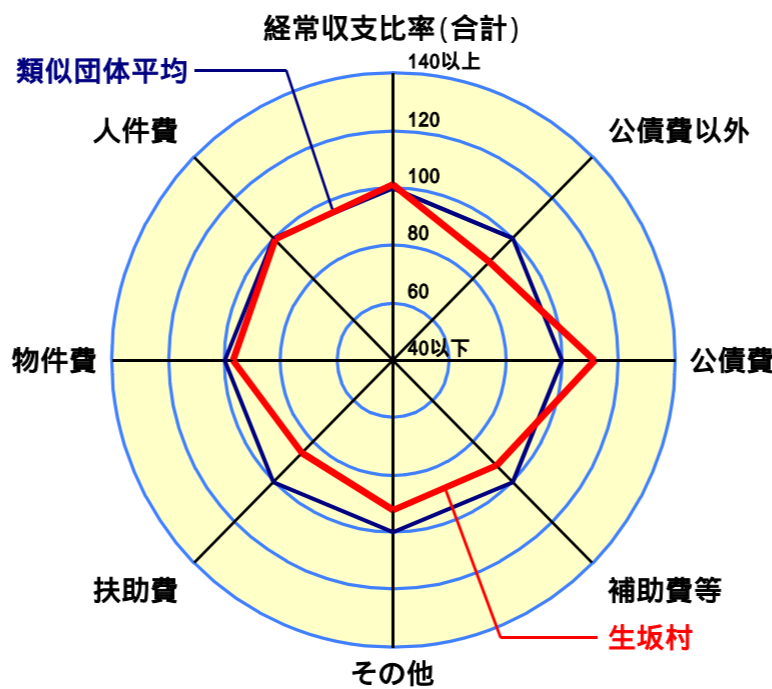 経常収支比率(合計)
140以上
類似団体平均
120
人件費
公債費以外
100
80
60
物件費
40以下
公債費
扶助費
補助費等
生坂村
その他